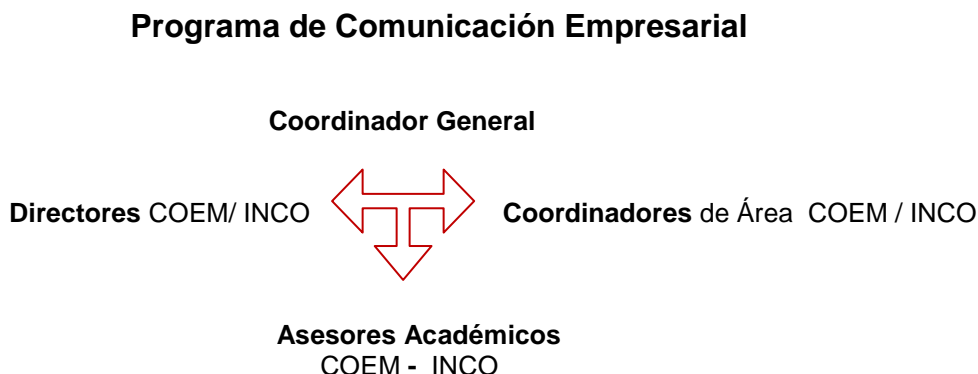 Programa de Comunicación Empresarial
Coordinador General
Directores COEM/ INCO
Coordinadores de Área COEM / INCO
Asesores Académicos
COEM - INCO